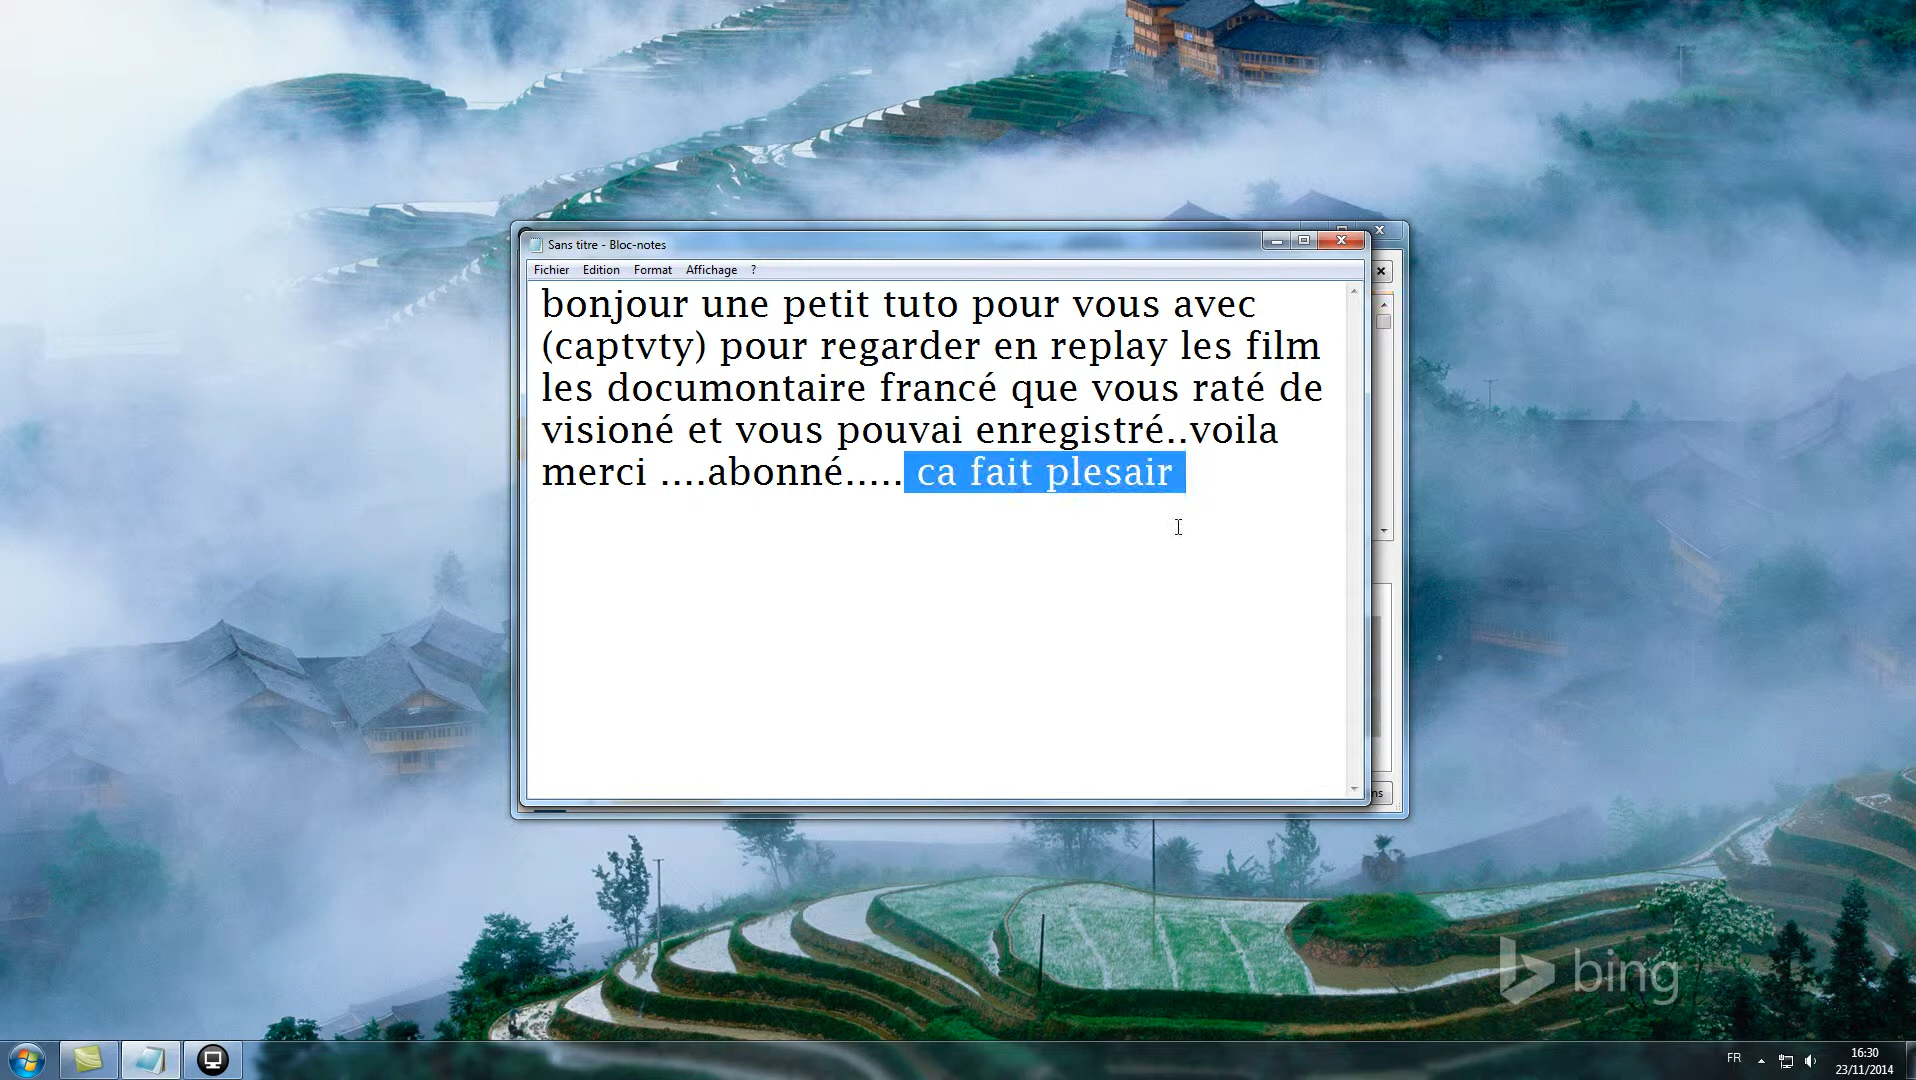 Sans titre - Bloc-notes
Fichier Edition Format Affichage ?
bonjour une petit tuto pour vous avec
(captvty) pour regarder en replay les film
les documontaire francé que vous raté de
visioné et vous pouvai enregistré..voila
merci ....abonné..... ca fait plesair
ns
bing
FR
16:30
23/11/2014